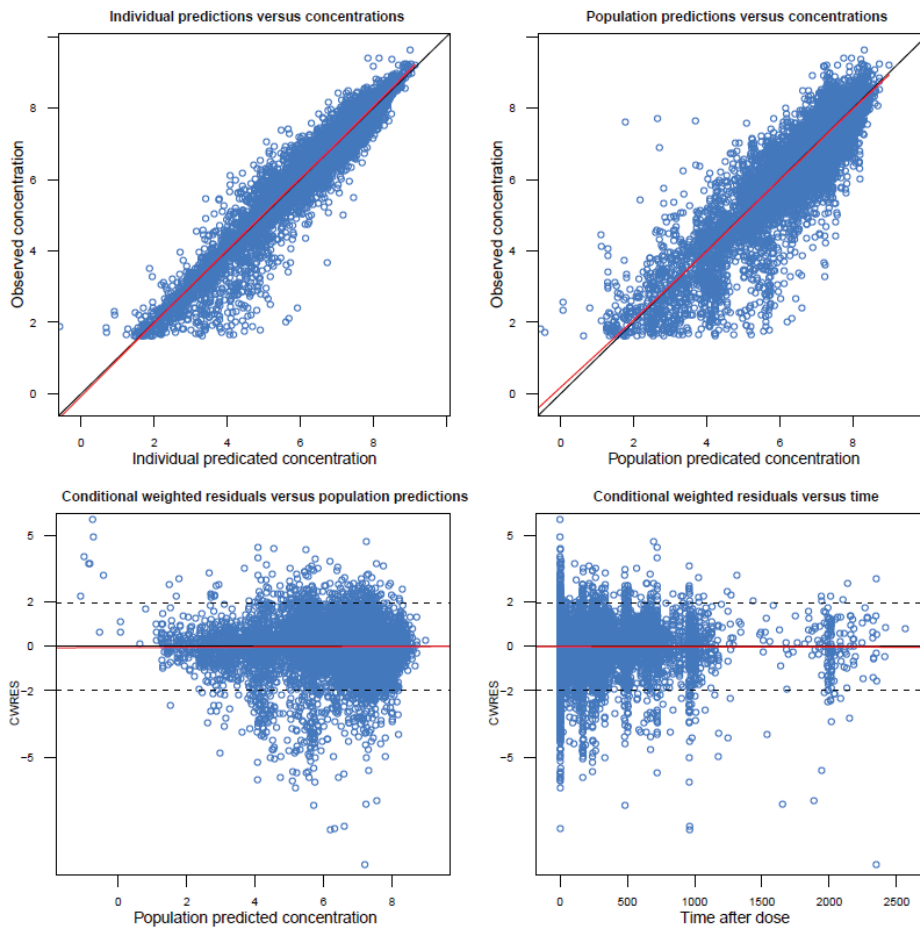 Individual predictions versus concentrations
Observed concentration
8
6
4
2
0
0 2 4 6 8
Individual predicated concentration
Population predictions versus concentrations
Observed concentration
8
6
4
2
0
0 2 4 6 8
Population predicated concentration
Conditional weighted residuals versus population predictions
CWRES
5
2
0
−2
−5
0 2 4 6 8
Population predicted concentration
Conditional weighted residuals versus time
CWRES
5
2
0
−2
−5
0 500 1000 1500 2000 2500
Time after dose